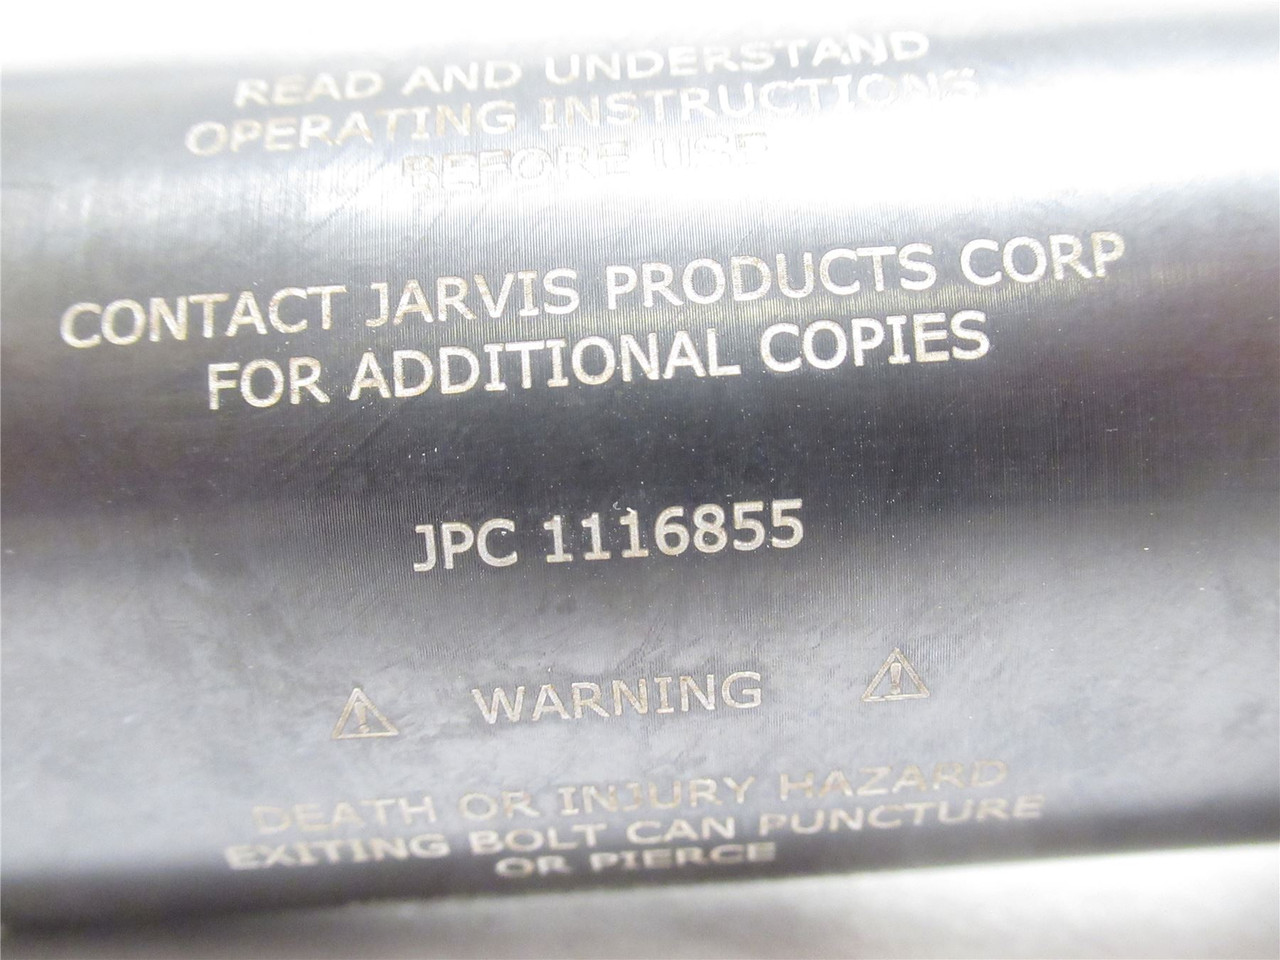 READ AND UNDERSTAND
OPERATING INSTRUCTIONS
BEFORE USE
CONTACT JARVIS PRODUCTS CORP
FOR ADDITIONAL COPIES
JPC 1116855
WARNING
DEATH OR INJURY HAZARD
EXITING BOLT CAN PUNCTURE
OR PIERCE